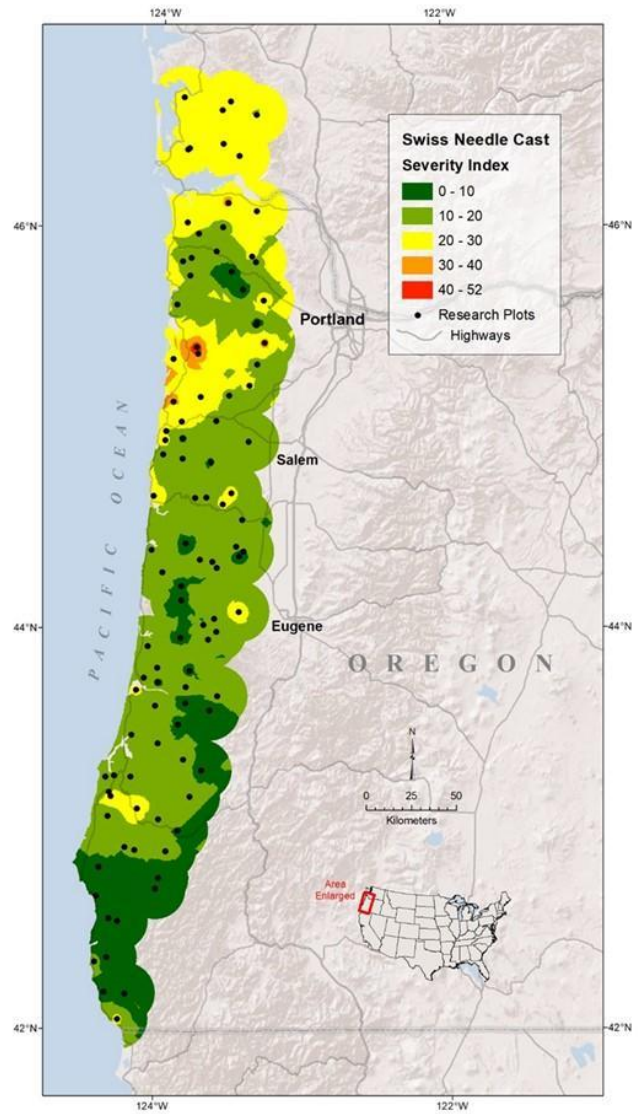 124°W
122°W
Swiss Needle Cast
Severity Index
0 - 10
10 - 20
20 - 30
30 - 40
40 - 52
Research Plots
Highways
46°N
46°N
Portland
PACIFIC OCEAN
Salem
44°N
44°N
Eugene
OREGON
N
0 25 50
Kilometers
Area
Enlarged
42°N
42°N
124°W
122°W